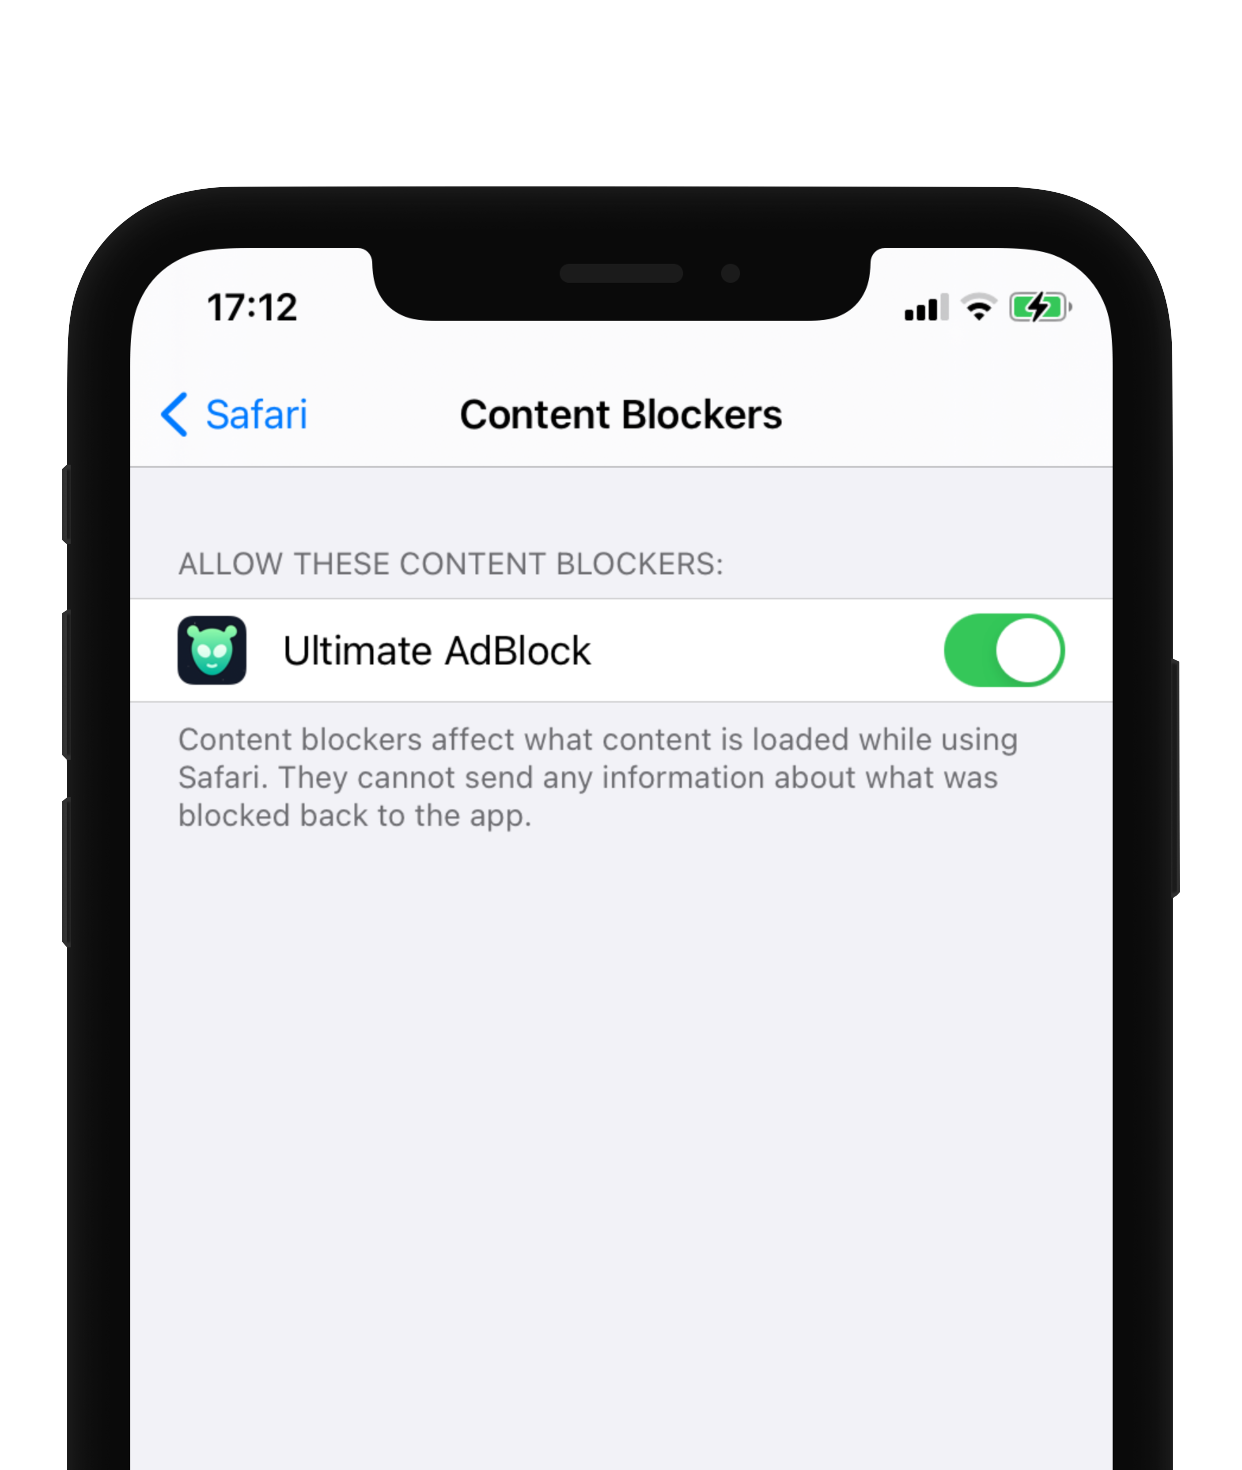 17:12
Safari
Content Blockers
ALLOW THESE CONTENT BLOCKERS:
Ultimate AdBlock
Content blockers affect what content is loaded while using
Safari. They cannot send any information about what was
blocked back to the app.